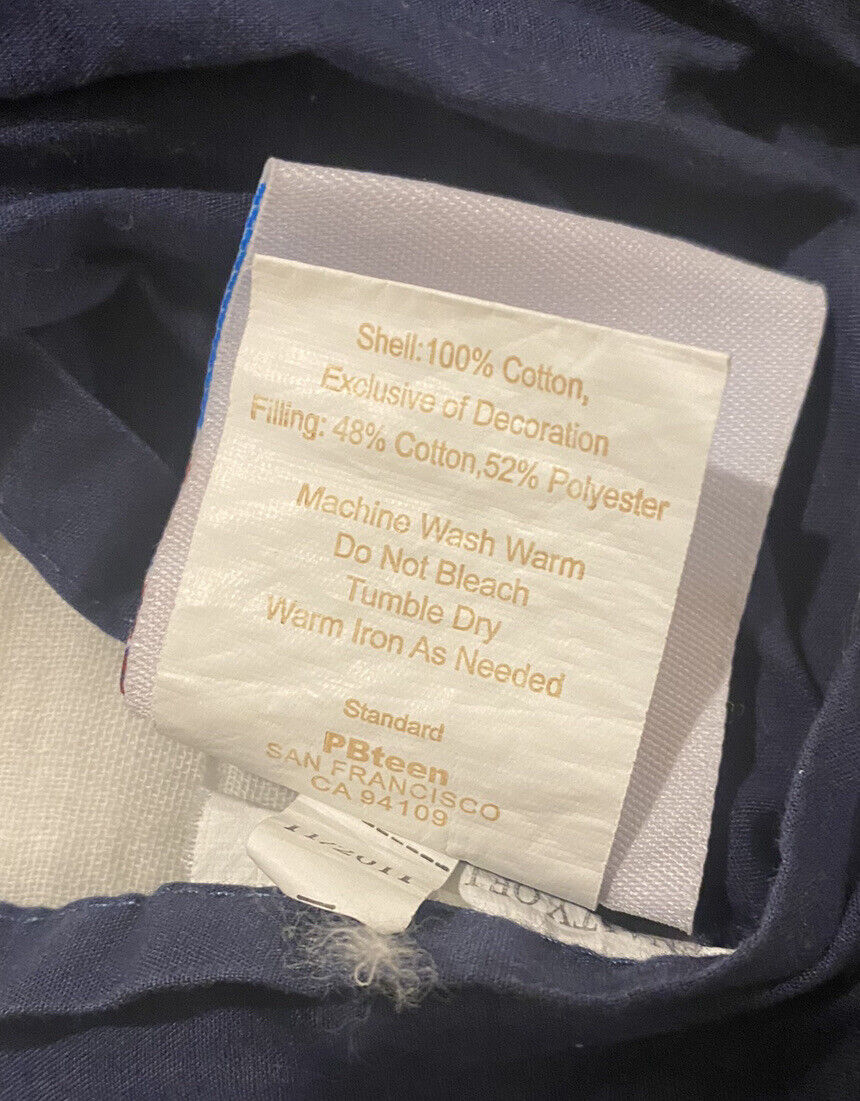 Shell:100% Cotton,
Exclusive of Decoration
Filling: 48% Cotton,52% Polyester
Machine Wash Warm
Do Not Bleach
Tumble Dry
Warm Iron As Needed
Standard
PBteen
SAN FRANCISCO
CA 94109
11/2011